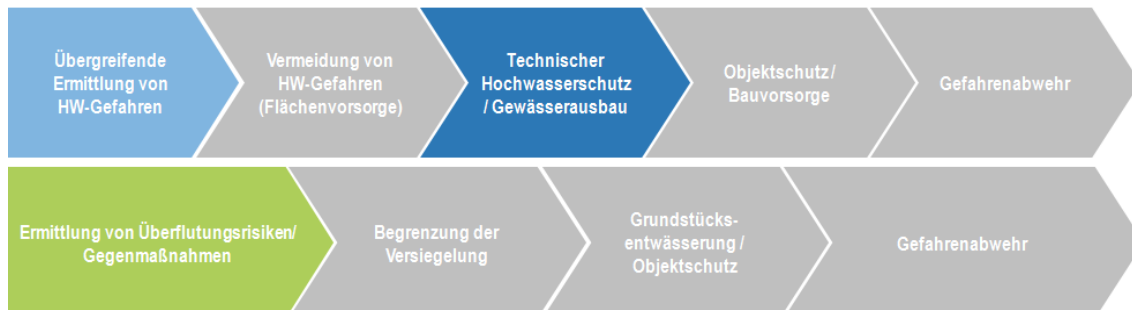 Übergreifende
Ermittlung von
HW-Gefahren
Vermeidung von
HW-Gefahren
(Flächenvorsorge)
Technischer
Hochwasserschutz
/ Gewässerausbau
Objektschutz /
Bauvorsorge
Gefahrenabwehr
Ermittlung von Überflutungsrisiken/
Gegenmaßnahmen
Begrenzung der
Versiegelung
Grundstücks-
entwässerung /
Objektschutz
Gefahrenabwehr